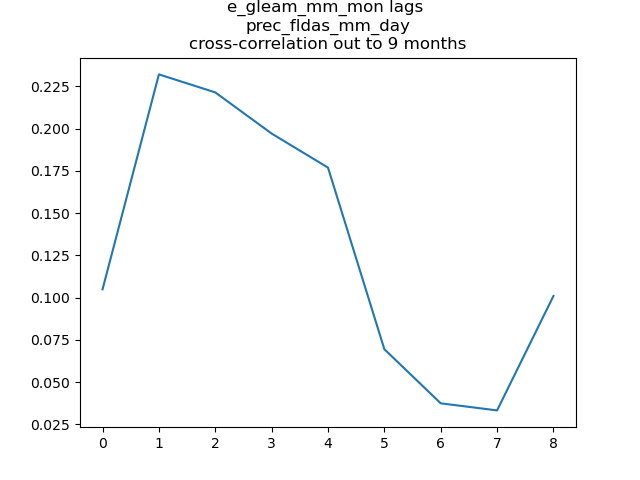 e_gleam_mm_mon lags
prec_fldas_mm_day
cross-correlation out to 9 months
0.225
0.200
0.175
0.150
0.125
0.100
0.075
0.050
0.025
0 1 2 3 4 5 6 7 8